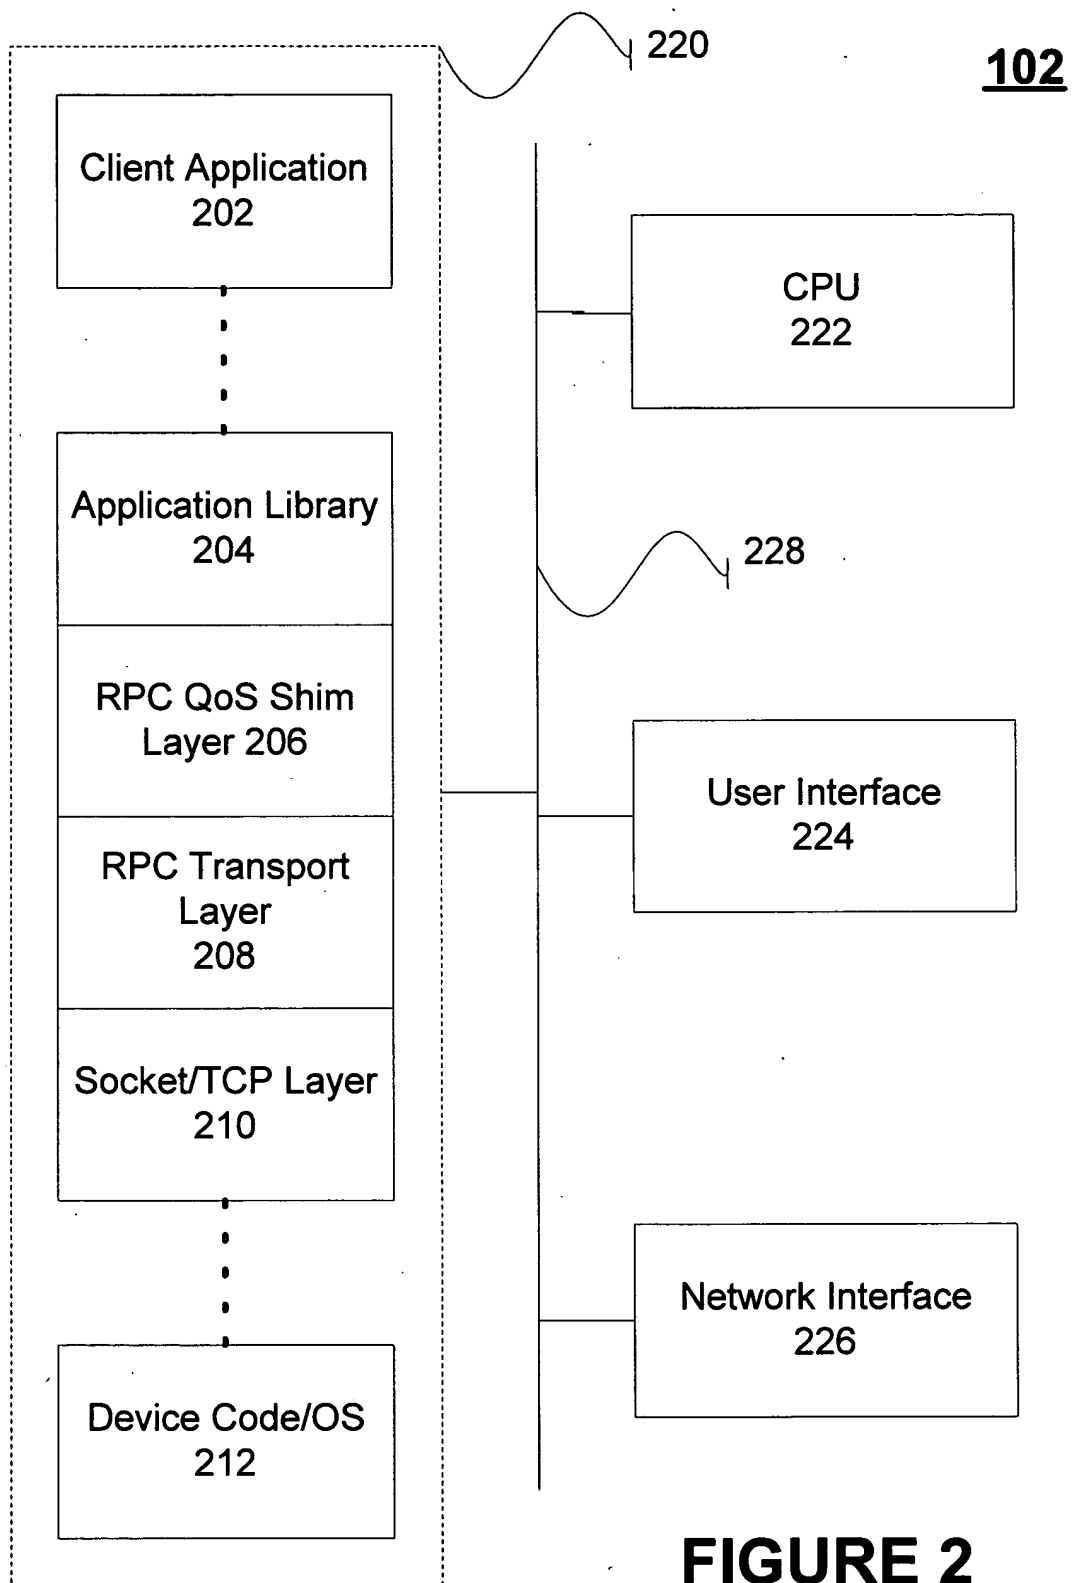 220
102
Client Application
202
CPU
222
Application Library
204
228
RPC QoS Shim
Layer 206
User Interface
224
RPC Transport
Layer
208
Socket/TCP Layer
210
Network Interface
226
Device Code/OS
212
FIGURE 2